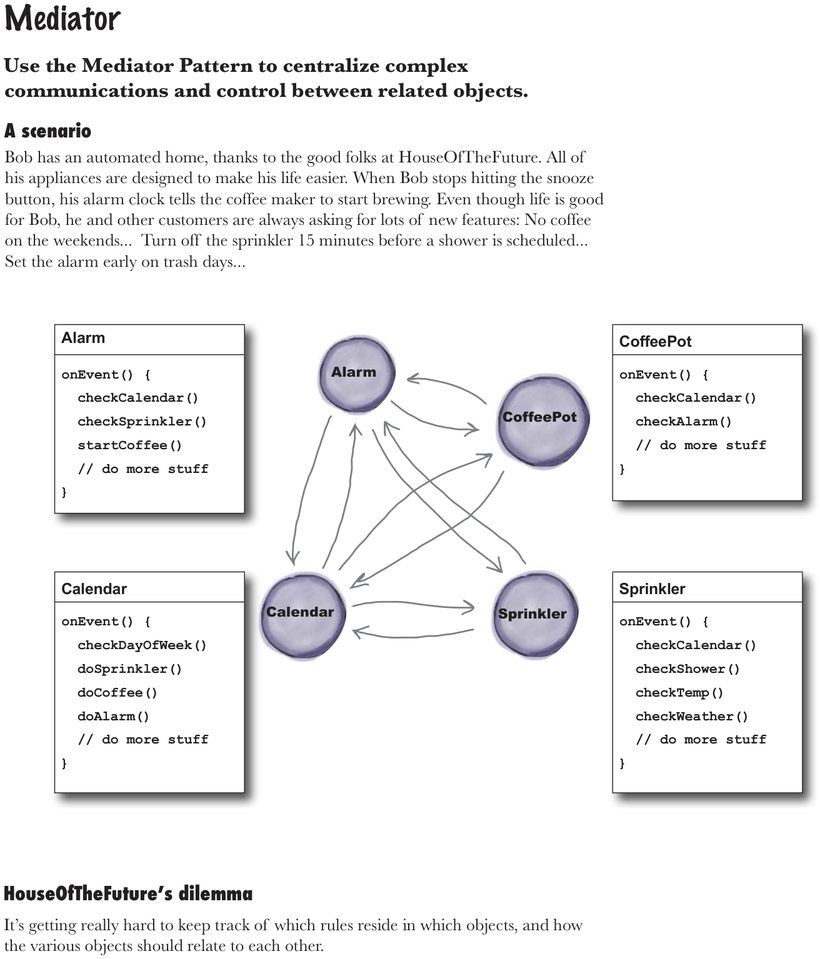 Mediator
Use the Mediator Pattern to centralize complex
communications and control between related objects.
A scenario
Bob has an automated home, thanks to the good folks at HouseOfTheFuture. All of
his appliances are designed to make his life easier. When Bob stops hitting the snooze
button, his alarm clock tells the coffee maker to start brewing. Even though life is good
for Bob, he and other customers are always asking for lots of new features: No coffee
on the weekends... Turn off the sprinkler 15 minutes before a shower is scheduled...
Set the alarm early on trash days...
Alarm
onEvent() {
checkCalendar()
checkSprinkler()
startCoffee()
// do more stuff
}
Alarm
CoffeePot
CoffeePot
onEvent() {
checkCalendar()
checkAlarm()
// do more stuff
}
Calendar
onEvent() {
checkDayOfWeek()
doSprinkler()
doCoffee()
doAlarm()
// do more stuff
}
Calendar
Sprinkler
Sprinkler
onEvent() {
checkCalendar()
checkShower()
checkTemp()
checkWeather()
// do more stuff
}
HouseOfTheFuture's dilemma
It's getting really hard to keep track of which rules reside in which objects, and how
the various objects should relate to each other.